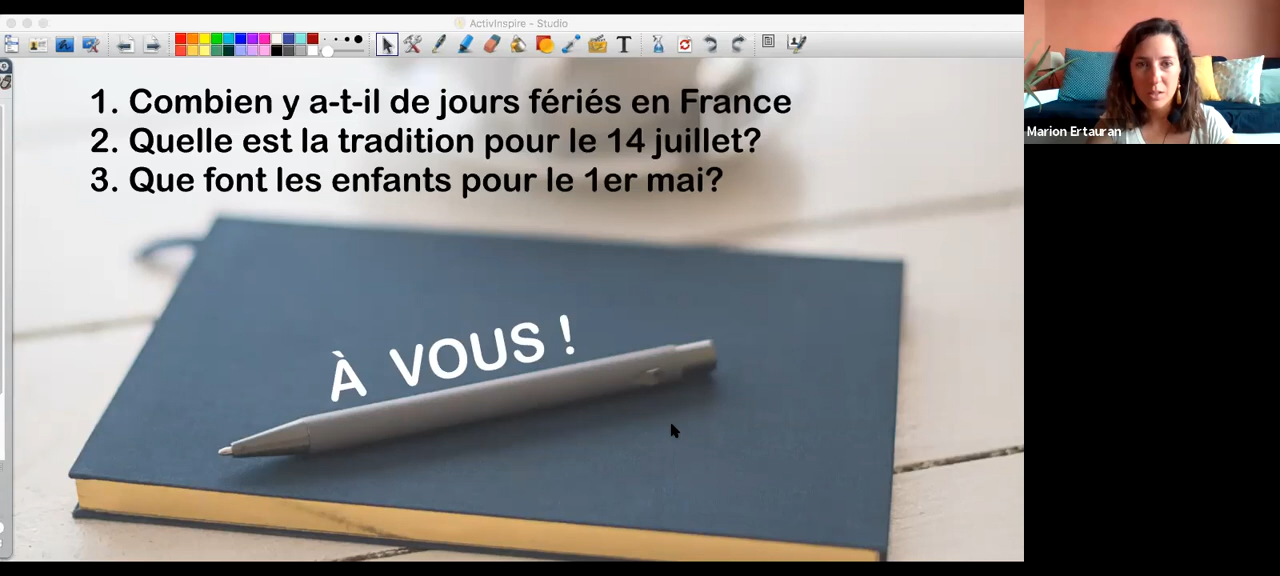 ActivInspire - Studio
1. Combien y a-t-il de jours fériés en France
2. Quelle est la tradition pour le 14 juillet?
3. Que font les enfants pour le 1er mai?
À VOUS !
Marion Ertauran